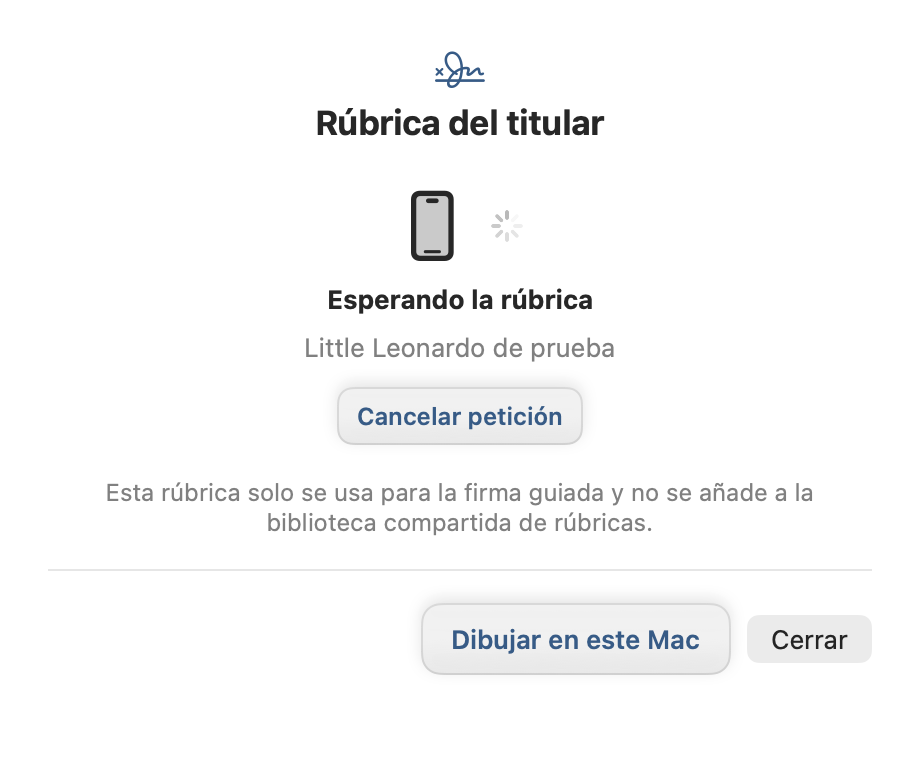 Rúbrica del titular
Esperando la rúbrica
Little Leonardo de prueba
Cancelar petición
Esta rúbrica solo se usa para la firma guiada y no se añade a la
biblioteca compartida de rúbricas.
Dibujar en este Mac
Cerrar